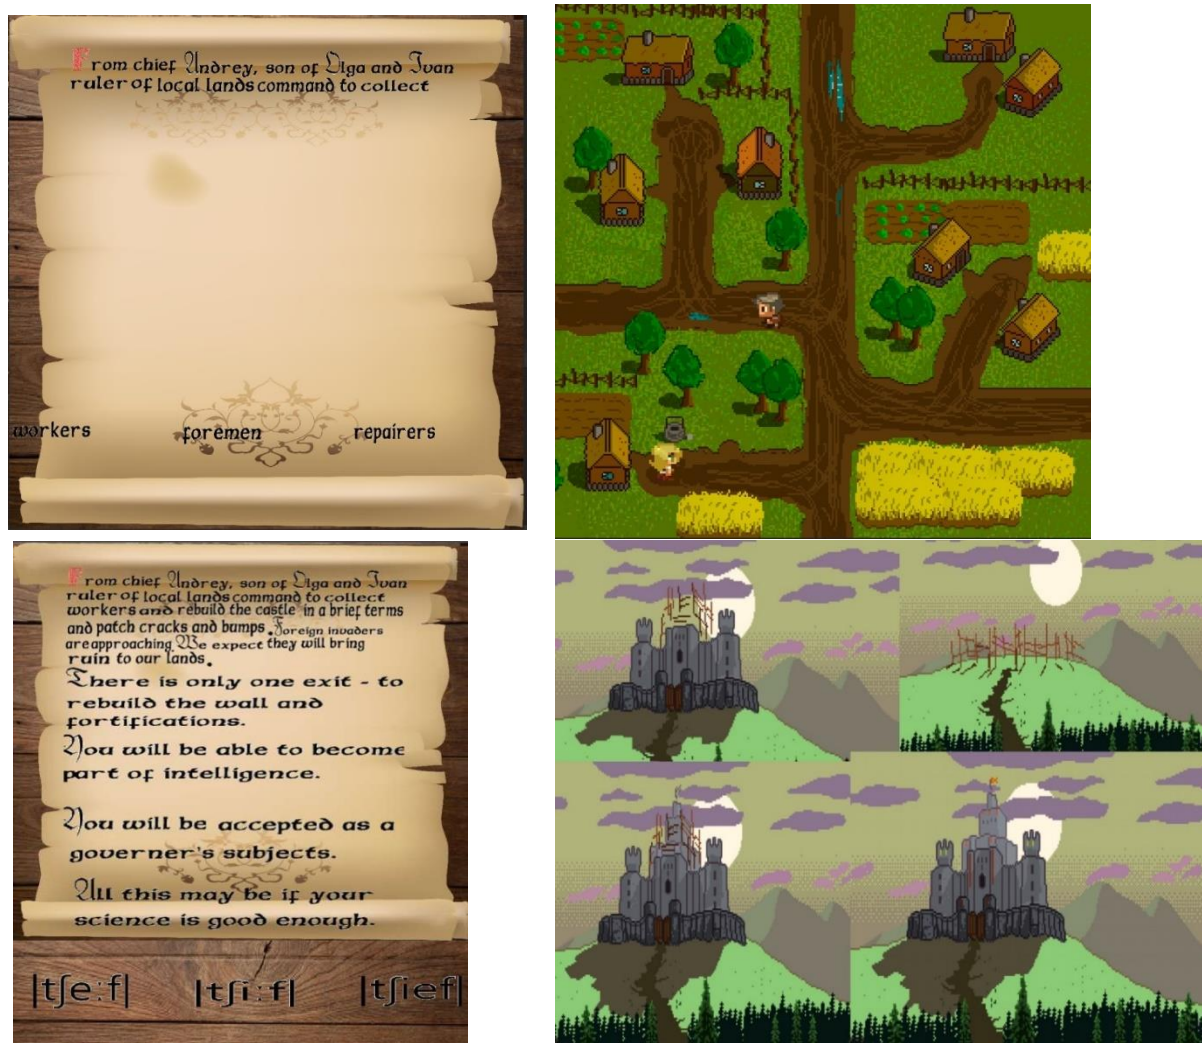 From chief Andrey, son of Olga and Ivan
ruler of local lands command to collect
workers
foremen
repairers
From chief Andrey, son of Olga and Ivan
ruler of local lands command to collect
workers and rebuild the castle in a brief terms
and patch cracks and bumps. Foreign invaders
are approaching We expect they will bring
ruin to our lands.
There is only one exit - to
rebuild the wall and
fortifications.
You will be able to become
part of intelligence.
You will be accepted as a
governer's subjects.
All this may be if your
science is good enough.
|tʃe:f|
|tʃi:f|
|tʃief|